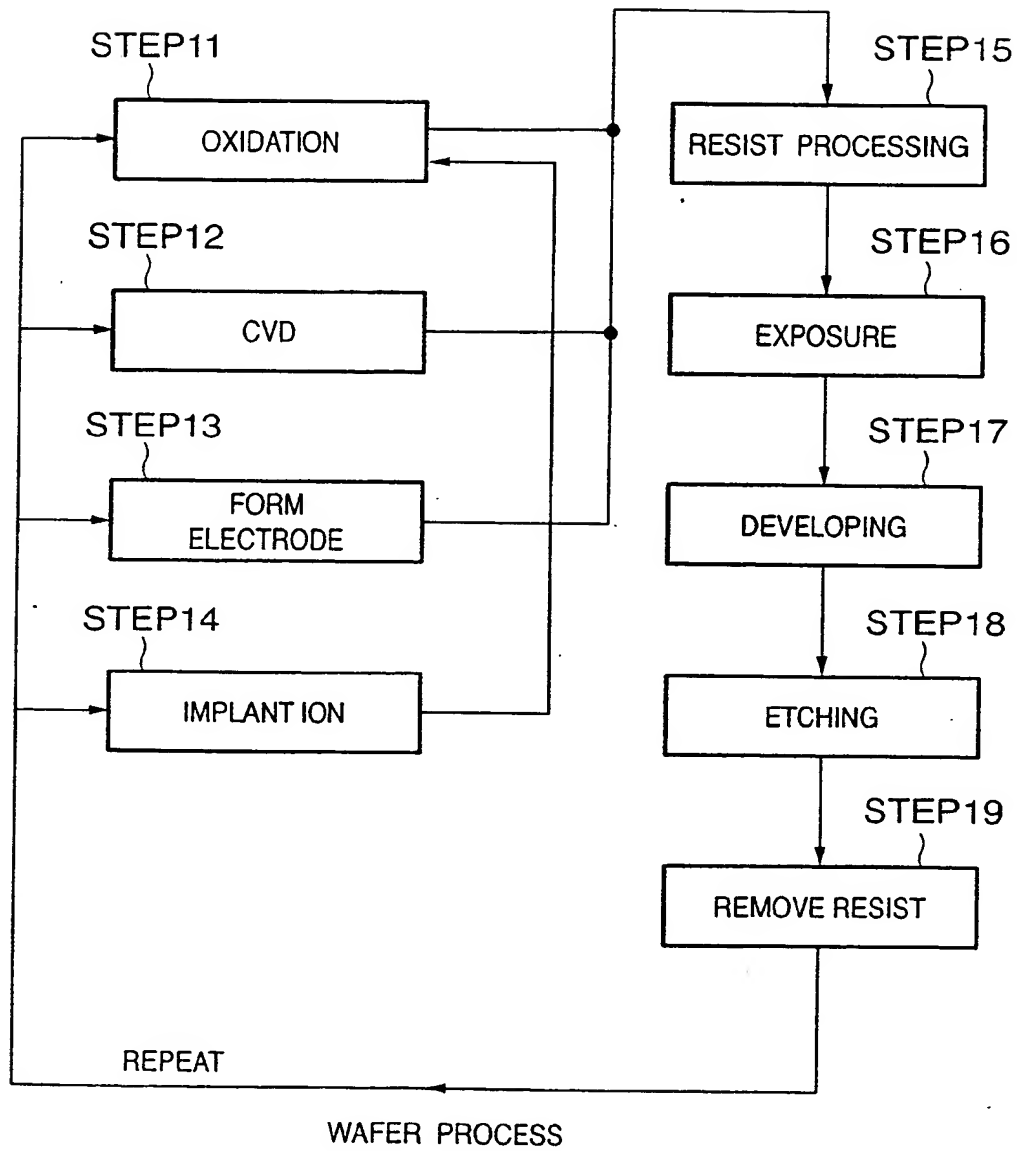 STEP11
OXIDATION
STEP12
CVD
STEP13
FORM
ELECTRODE
STEP14
IMPLANT ION
STEP15
RESIST PROCESSING
STEP16
EXPOSURE
STEP17
DEVELOPING
STEP18
ETCHING
STEP19
REMOVE RESIST
REPEAT
WAFER PROCESS